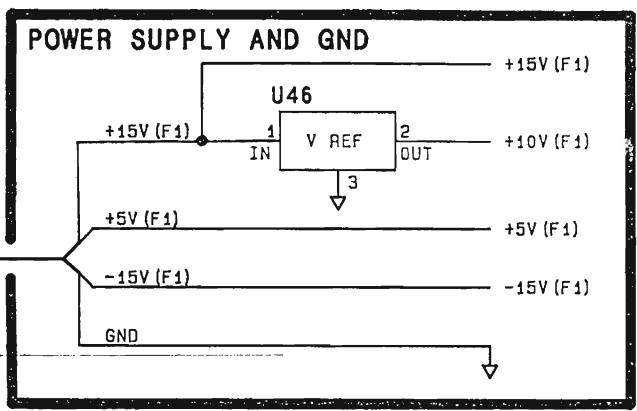 POWER SUPPLY AND GND
+15V (F1)
U46
+15V (F1) 1 V REF 2 +10V (F1)
IN OUT
3
+5V (F1) +5V (F1)
-15V (F1) -15V (F1)
GND